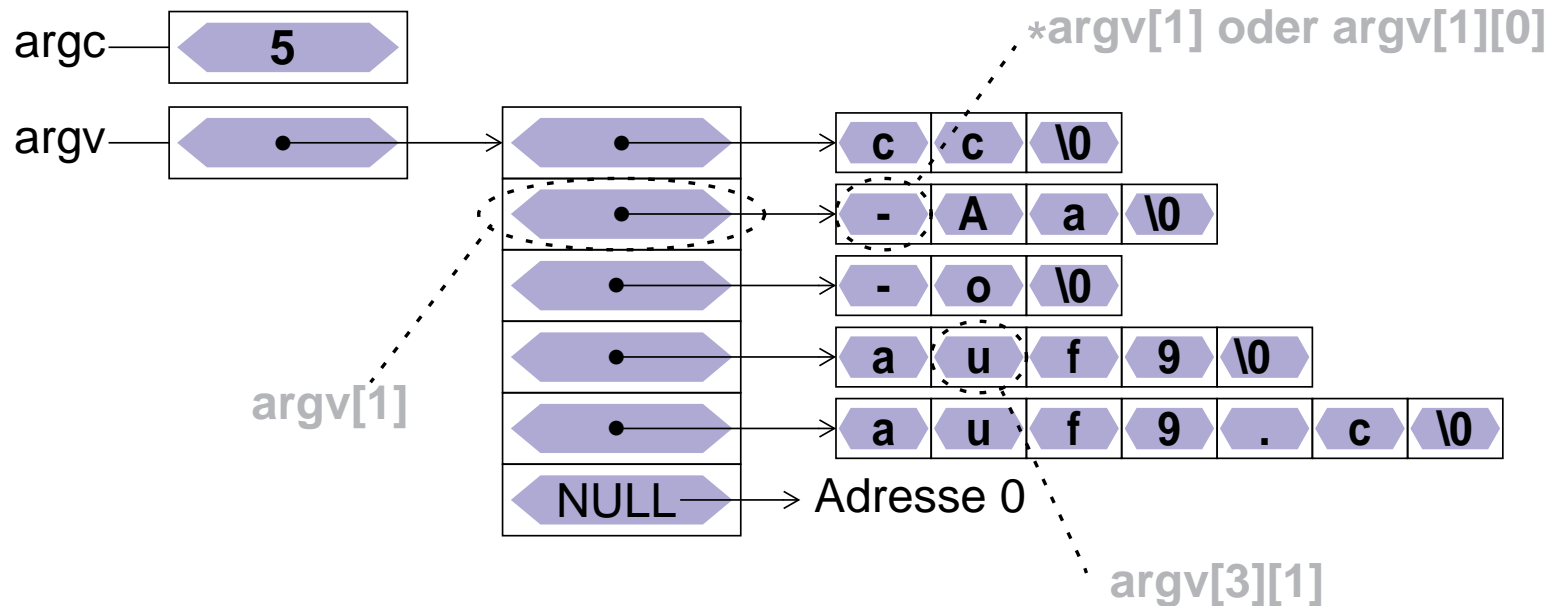 *argv[1] oder argv[1][0]
argc 5
argv
c c \0
- A a \0
- o \0
a u f 9 \0
argv[1]
a u f 9 . c \0
NULL Adresse 0
argv[3][1]